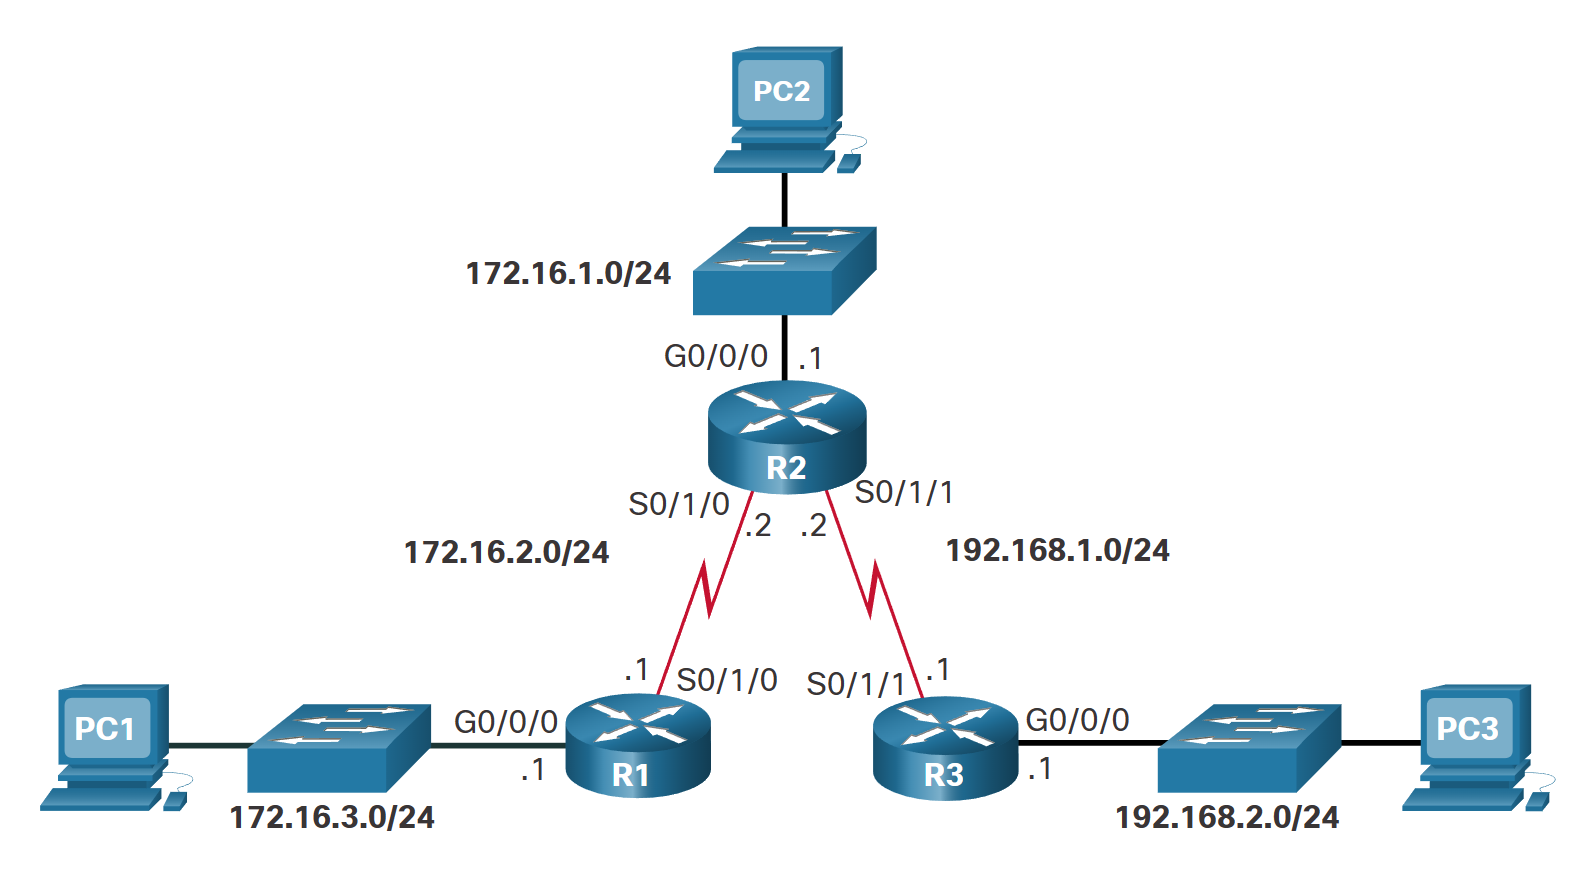 PC2
172.16.1.0/24
G0/0/0 .1
R2
S0/1/0 S0/1/1
.2 .2
172.16.2.0/24 192.168.1.0/24
.1 S0/1/0 S0/1/1 .1
PC1 G0/0/0 G0/0/0 PC3
.1 R1 R3 .1
172.16.3.0/24 192.168.2.0/24